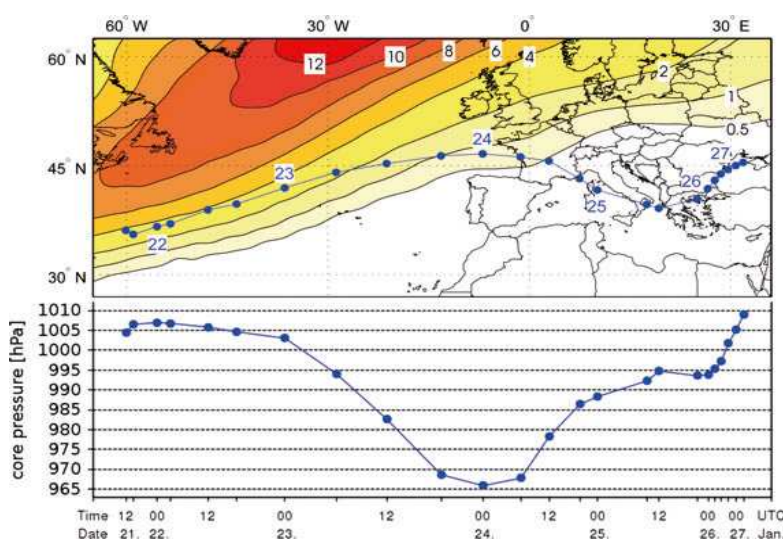 60° W 30° W 0° 30° E
60° N
45° N
30° N
12 10 8 6 4 2 1 0.5
22 23 24 25 26 27
core pressure [hPa]
1010
1005
1000
995
990
985
980
975
970
965
Time 12 00 12 00 12 00 12 00 12 00 00 UTC
Date 21. 22. 23. 24. 25. 26. 27. Jan.